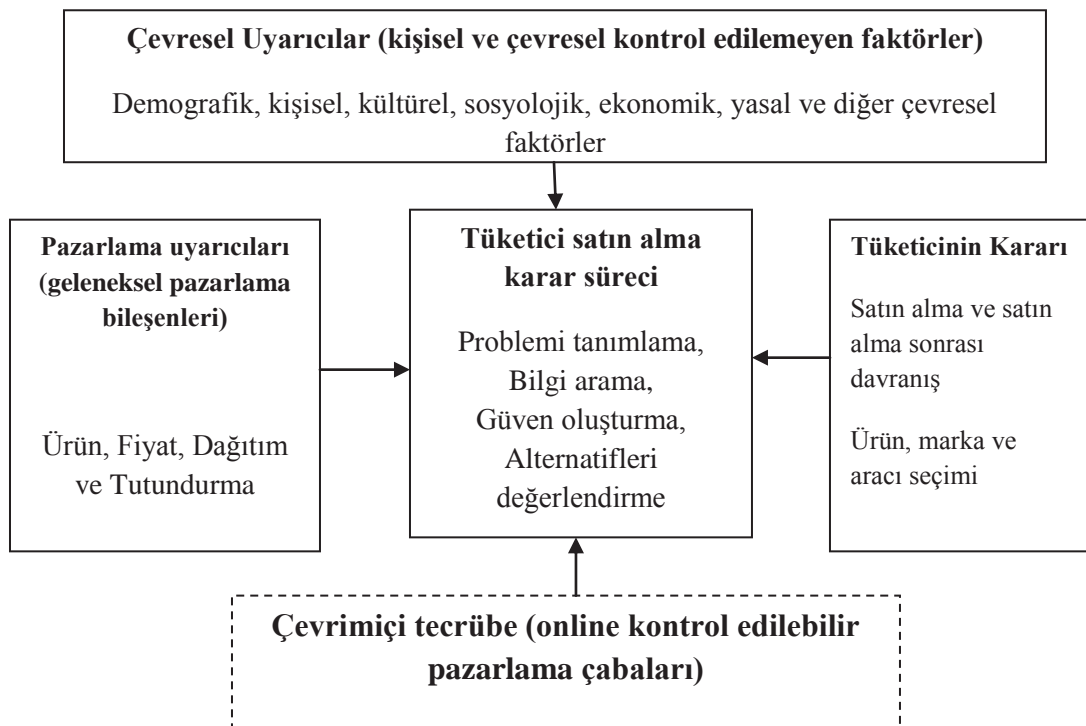 Çevresel Uyarıcılar (kişisel ve çevresel kontrol edilemeyen faktörler)
Demografik, kişisel, kültürel, sosyolojik, ekonomik, yasal ve diğer çevresel
faktörler
Pazarlama uyarıcıları
(geleneksel pazarlama
bileşenleri)
Ürün, Fiyat, Dağıtım
ve Tutundurma
Tüketici satın alma
karar süreci
Problemi tanımlama,
Bilgi arama,
Güven oluşturma,
Alternatifleri
değerlendirme
Tüketicinin Kararı
Satın alma ve satın
alma sonrası
davranış
Ürün, marka ve
aracı seçimi
Çevrimiçi tecrübe (online kontrol edilebilir
pazarlama çabaları)